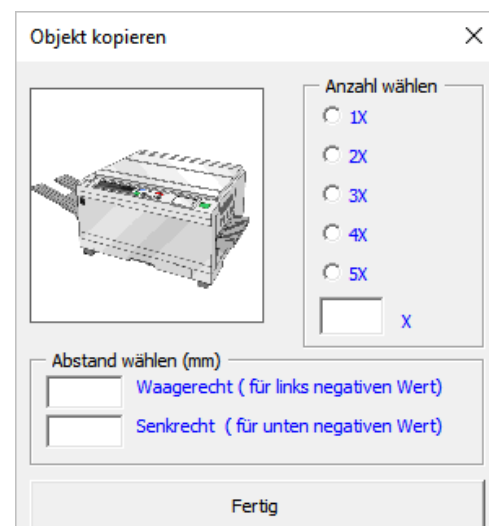 Objekt kopieren
Anzahl wählen
1X
2X
3X
4X
5X
X
Abstand wählen (mm)
Waagerecht ( für links negativen Wert)
Senkrecht ( für unten negativen Wert)
Fertig